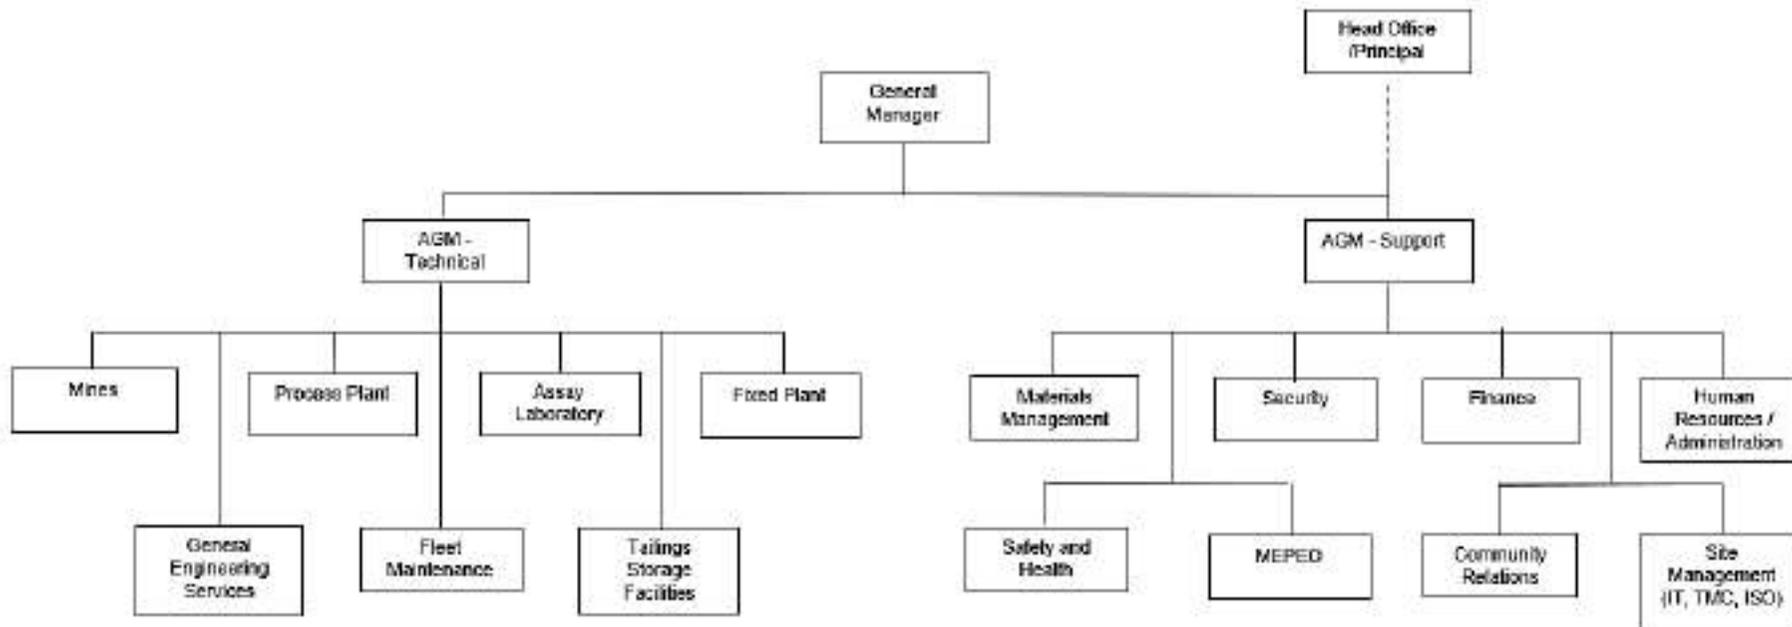 Head Office
/Principal
General
Manager
AGM -
Technical
AGM - Support
Mines
Process Plant
Assay
Laboratory
Fixed Plant
Materials
Management
Security
Finance
Human
Resources /
Administration
General
Engineering
Services
Fleet
Maintenance
Tailings
Storage
Facilities
Safety and
Health
MEPEO
Community
Relations
Site
Management
(IT, TMC, ISO)